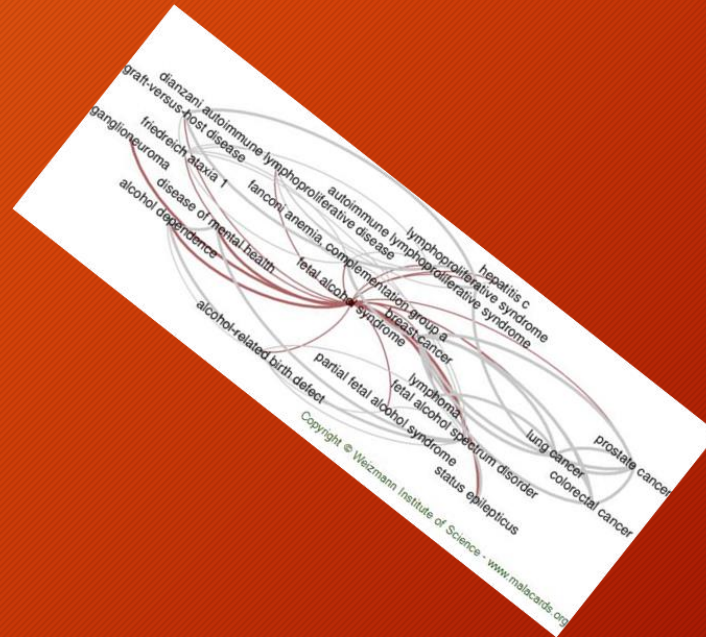 dianzani autoimmune lymphoproliferative disease
graft-versus-host disease
ganglioneuroma
friedreich ataxia 1
autoimmune lymphoproliferative syndrome
lymphoproliferative syndrome
hepatitis c
fanconi anemia, complementation group a
disease of mental health
alcohol dependence
fetal alcohol syndrome
breast cancer
alcohol-related birth defect
partial fetal alcohol syndrome
lymphoma
fetal alcohol spectrum disorder
lung cancer
prostate cancer
colorectal cancer
status epilepticus
Copyright © Weizmann Institute of Science - www.malacards.org